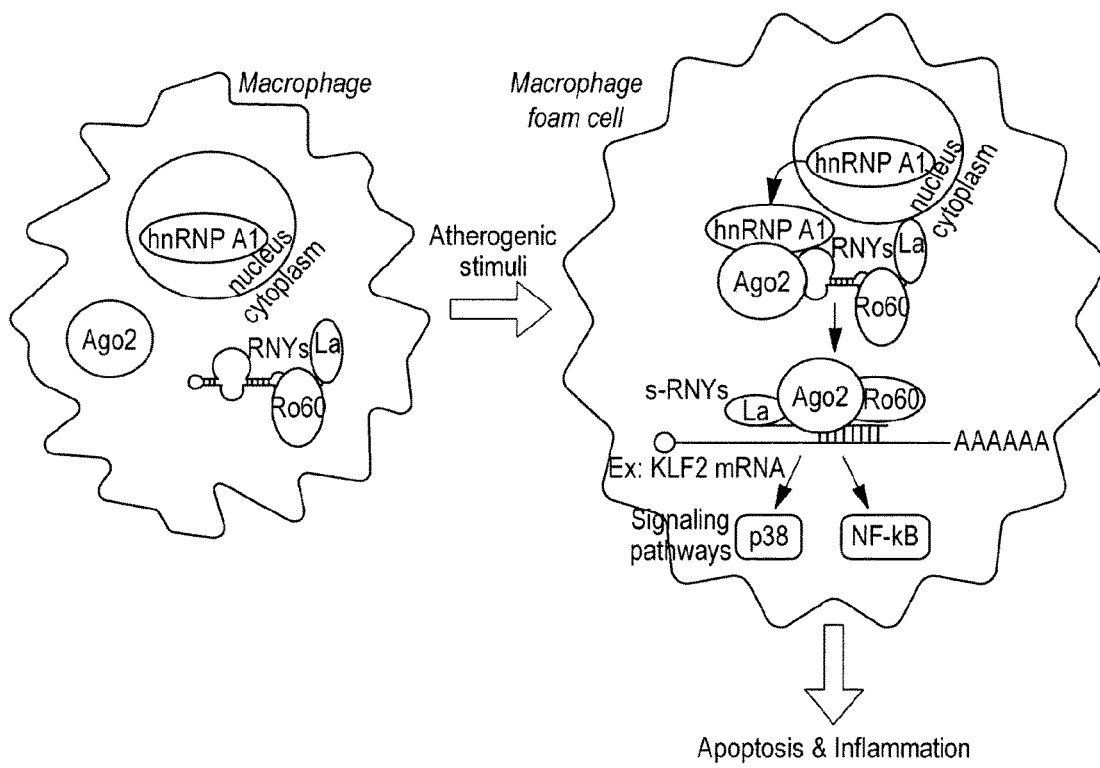 Macrophage
hnRNP A1
nucleus
cytoplasm
Ago2
RNYs
La
Ro60
Atherogenic
stimuli
Macrophage
foam cell
hnRNP A1
nucleus
cytoplasm
hnRNP A1
RNYs
La
Ago2
Ro60
s-RNYs
La
Ago2
Ro60
AAAAAA
Ex: KLF2 mRNA
Signaling
pathways
p38
NF-kB
Apoptosis & Inflammation